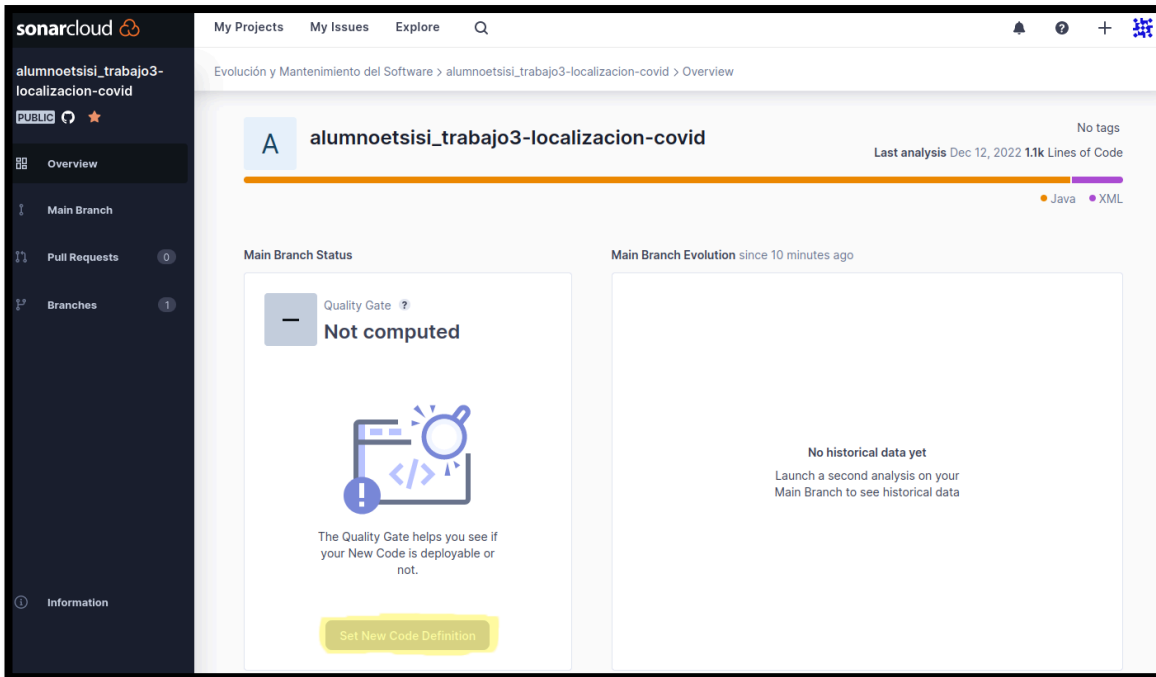 sonarcloud
My Projects My Issues Explore
alumnoetsisi_trabajo3-
localizacion-covid
PUBLIC
Overview
Main Branch
Pull Requests 0
Branches 1
Information
Evolución y Mantenimiento del Software > alumnoetsisi_trabajo3-localizacion-covid > Overview
A alumnoetsisi_trabajo3-localizacion-covid
No tags
Last analysis Dec 12, 2022 1.1k Lines of Code
Java XML
Main Branch Status
Quality Gate ?
Not computed
The Quality Gate helps you see if
your New Code is deployable or
not.
Set New Code Definition
Main Branch Evolution since 10 minutes ago
No historical data yet
Launch a second analysis on your
Main Branch to see historical data